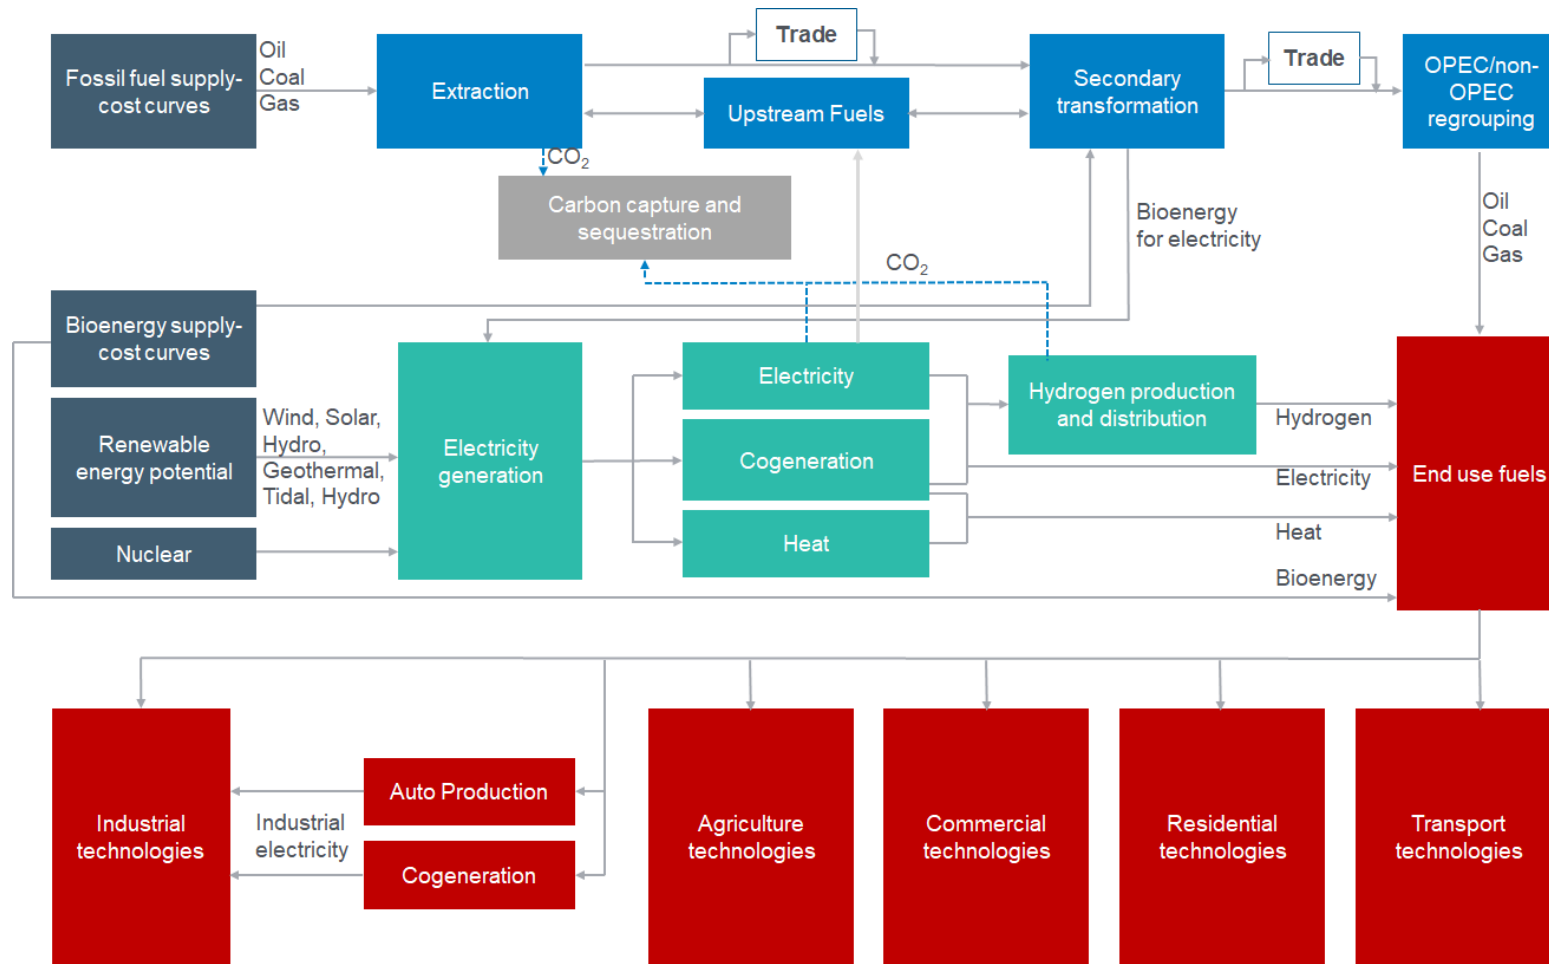 Fossil fuel supply-
cost curves
Oil
Coal
Gas
Extraction
Trade
Upstream Fuels
Secondary
transformation
Trade
OPEC/non-
OPEC
regrouping
CO₂
Carbon capture and
sequestration
Bioenergy
for electricity
Oil
Coal
Gas
CO₂
Bioenergy supply-
cost curves
Renewable
energy potential
Wind, Solar,
Hydro,
Geothermal,
Tidal, Hydro
Nuclear
Electricity
generation
Electricity
Cogeneration
Heat
Hydrogen production
and distribution
Hydrogen
Electricity
Heat
Bioenergy
End use fuels
Industrial
technologies
Industrial
electricity
Auto Production
Cogeneration
Agriculture
technologies
Commercial
technologies
Residential
technologies
Transport
technologies